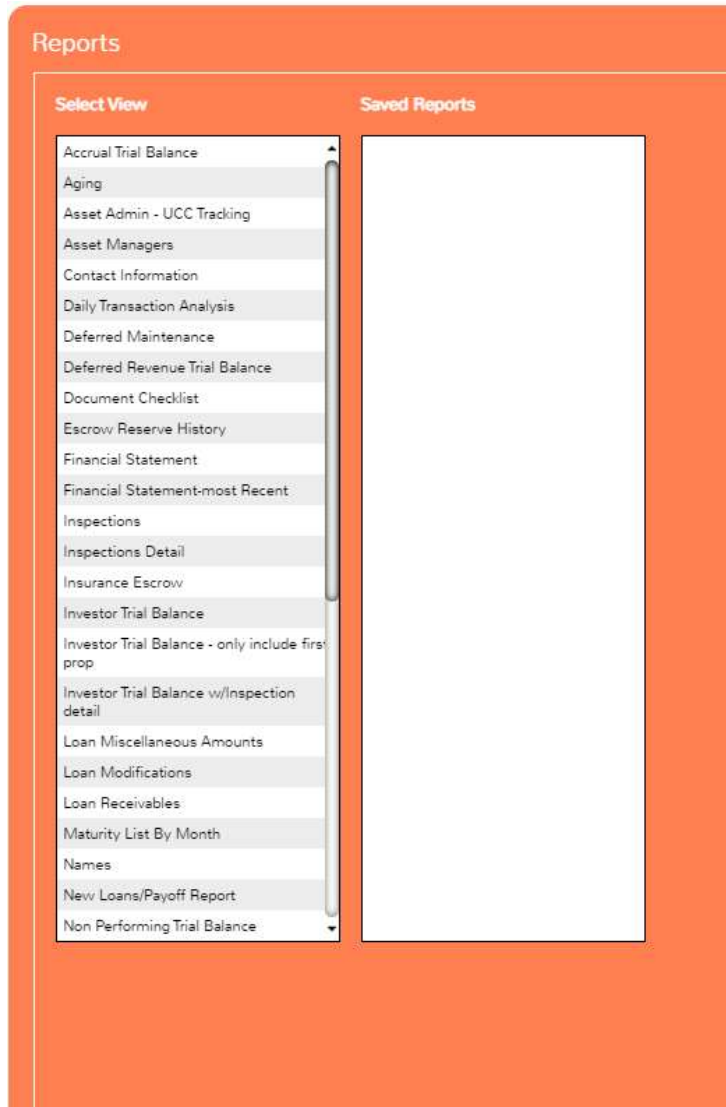 Reports
Select View
Saved Reports
Accrual Trial Balance
Aging
Asset Admin - UCC Tracking
Asset Managers
Contact Information
Daily Transaction Analysis
Deferred Maintenance
Deferred Revenue Trial Balance
Document Checklist
Escrow Reserve History
Financial Statement
Financial Statement-most Recent
Inspections
Inspections Detail
Insurance Escrow
Investor Trial Balance
Investor Trial Balance - only include first
prop
Investor Trial Balance w/Inspection
detail
Loan Miscellaneous Amounts
Loan Modifications
Loan Receivables
Maturity List By Month
Names
New Loans/Payoff Report
Non Performing Trial Balance